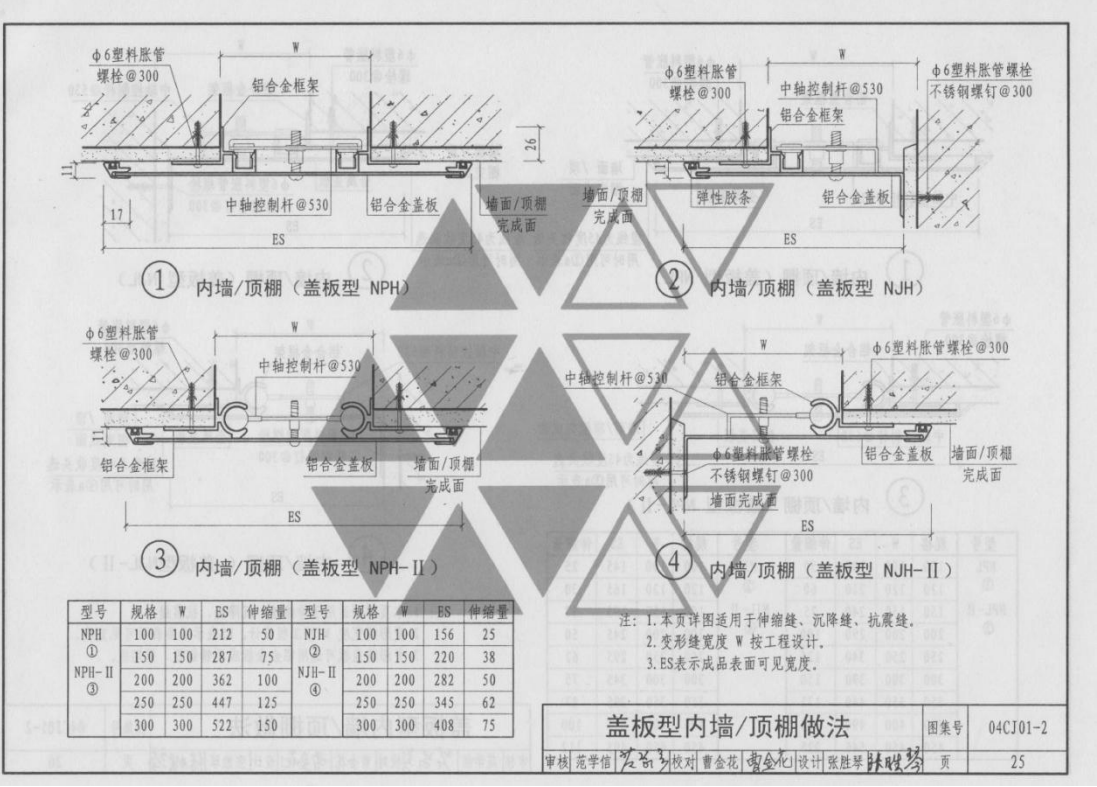 φ6塑料胀管
螺栓@300
W
铝合金框架
26
11
17
中轴控制杆@530
铝合金盖板
墙面/顶棚
完成面
ES
① 内墙/顶棚（盖板型 NPH）
φ6塑料胀管
螺栓@300
W
中轴控制杆@530
铝合金框架
φ6塑料胀管螺栓
不锈钢螺钉@300
11
墙面/顶棚
完成面
弹性胶条
铝合金盖板
ES
② 内墙/顶棚（盖板型 NJH）
φ6塑料胀管
螺栓@300
W
中轴控制杆@530
11
铝合金框架
铝合金盖板
墙面/顶棚
完成面
ES
③ 内墙/顶棚（盖板型 NPH-Ⅱ）
W
中轴控制杆@530
铝合金框架
φ6塑料胀管螺栓@300
φ6塑料胀管螺栓
不锈钢螺钉@300
墙面完成面
铝合金盖板
墙面/顶棚
完成面
ES
④ 内墙/顶棚（盖板型 NJH-Ⅱ）
型号 规格 W ES 伸缩量 型号 规格 W ES 伸缩量
NPH ① NPH-Ⅱ ③ 100 100 212 50 NJH ② NJH-Ⅱ ④ 100 100 156 25
150 150 287 75 150 150 220 38
200 200 362 100 200 200 282 50
250 250 447 125 250 250 345 62
300 300 522 150 300 300 408 75
注：1.本页详图适用于伸缩缝、沉降缝、抗震缝。
2.变形缝宽度 W 按工程设计。
3.ES表示成品表面可见宽度。
盖板型内墙/顶棚做法 图集号 04CJ01-2
审核 范学信 校对 曹金花 曹金花 设计 张胜琴 张胜琴 页 25